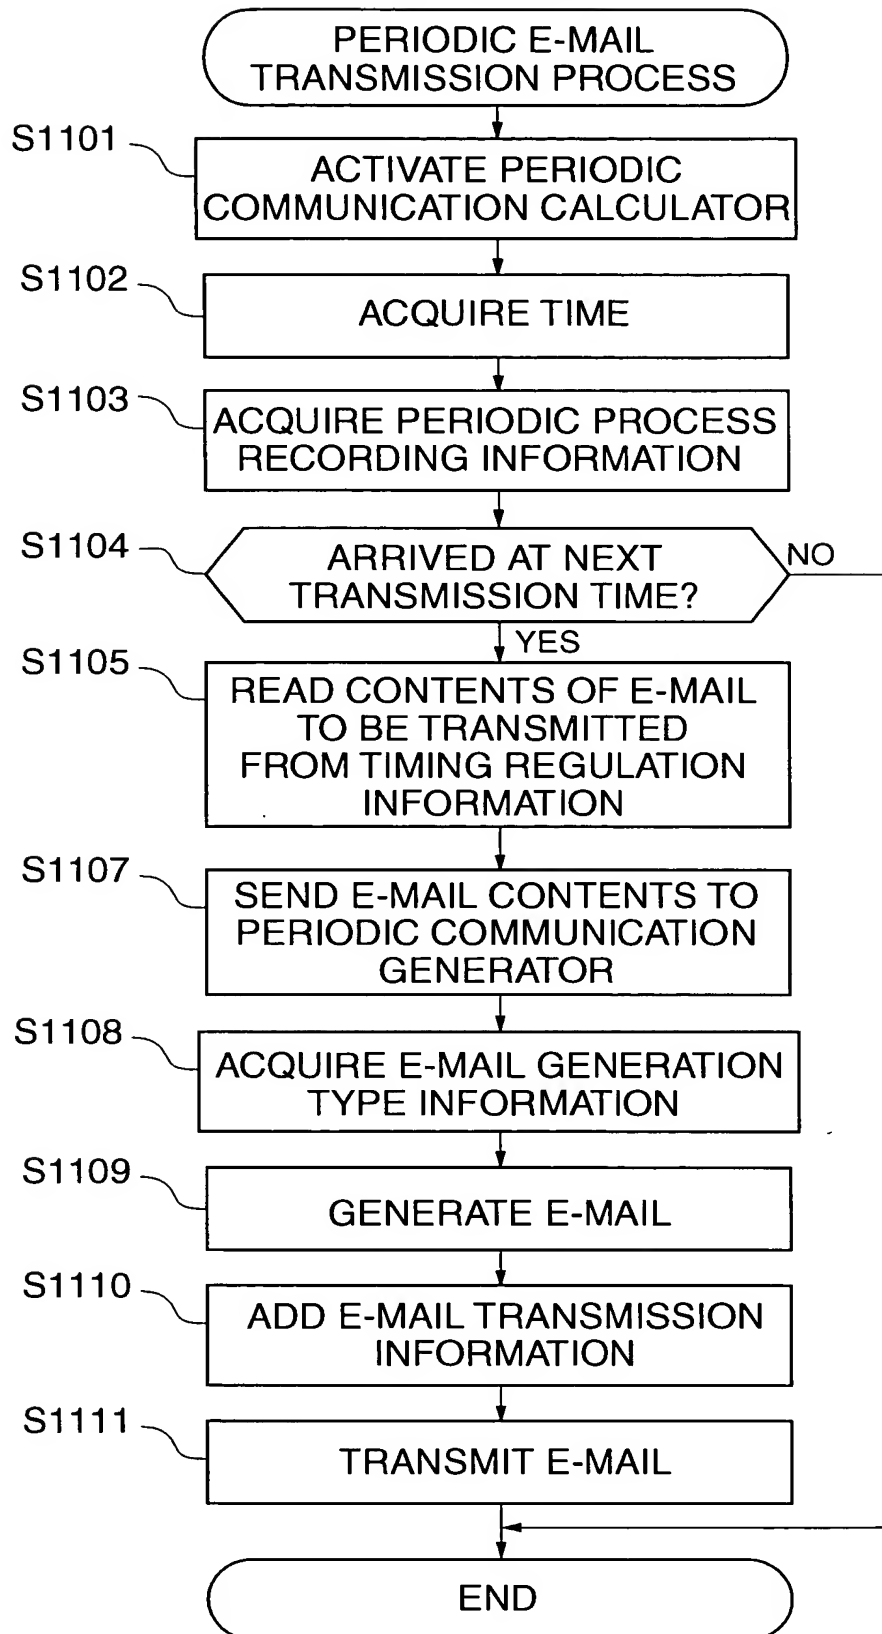 PERIODIC E-MAIL
TRANSMISSION PROCESS
S1101
ACTIVATE PERIODIC
COMMUNICATION CALCULATOR
S1102
ACQUIRE TIME
S1103
ACQUIRE PERIODIC PROCESS
RECORDING INFORMATION
S1104
ARRIVED AT NEXT
TRANSMISSION TIME?
NO
YES
S1105
READ CONTENTS OF E-MAIL
TO BE TRANSMITTED
FROM TIMING REGULATION
INFORMATION
S1107
SEND E-MAIL CONTENTS TO
PERIODIC COMMUNICATION
GENERATOR
S1108
ACQUIRE E-MAIL GENERATION
TYPE INFORMATION
S1109
GENERATE E-MAIL
S1110
ADD E-MAIL TRANSMISSION
INFORMATION
S1111
TRANSMIT E-MAIL
END